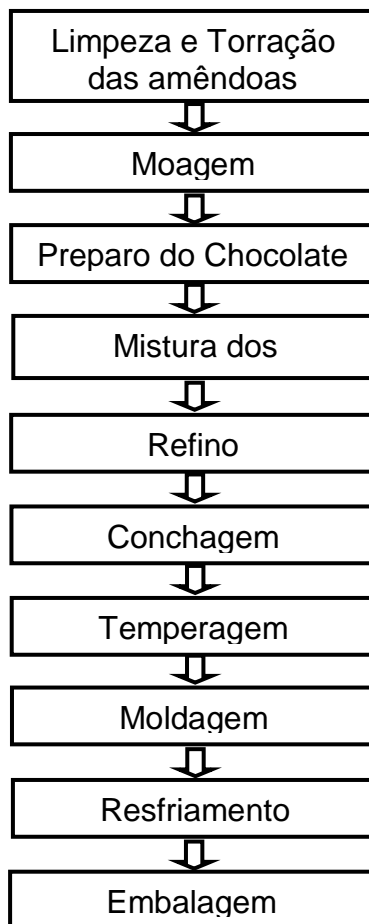 Limpeza e Torração
das amêndoas
Moagem
Preparo do Chocolate
Mistura dos
Refino
Conchagem
Temperagem
Moldagem
Resfriamento
Embalagem